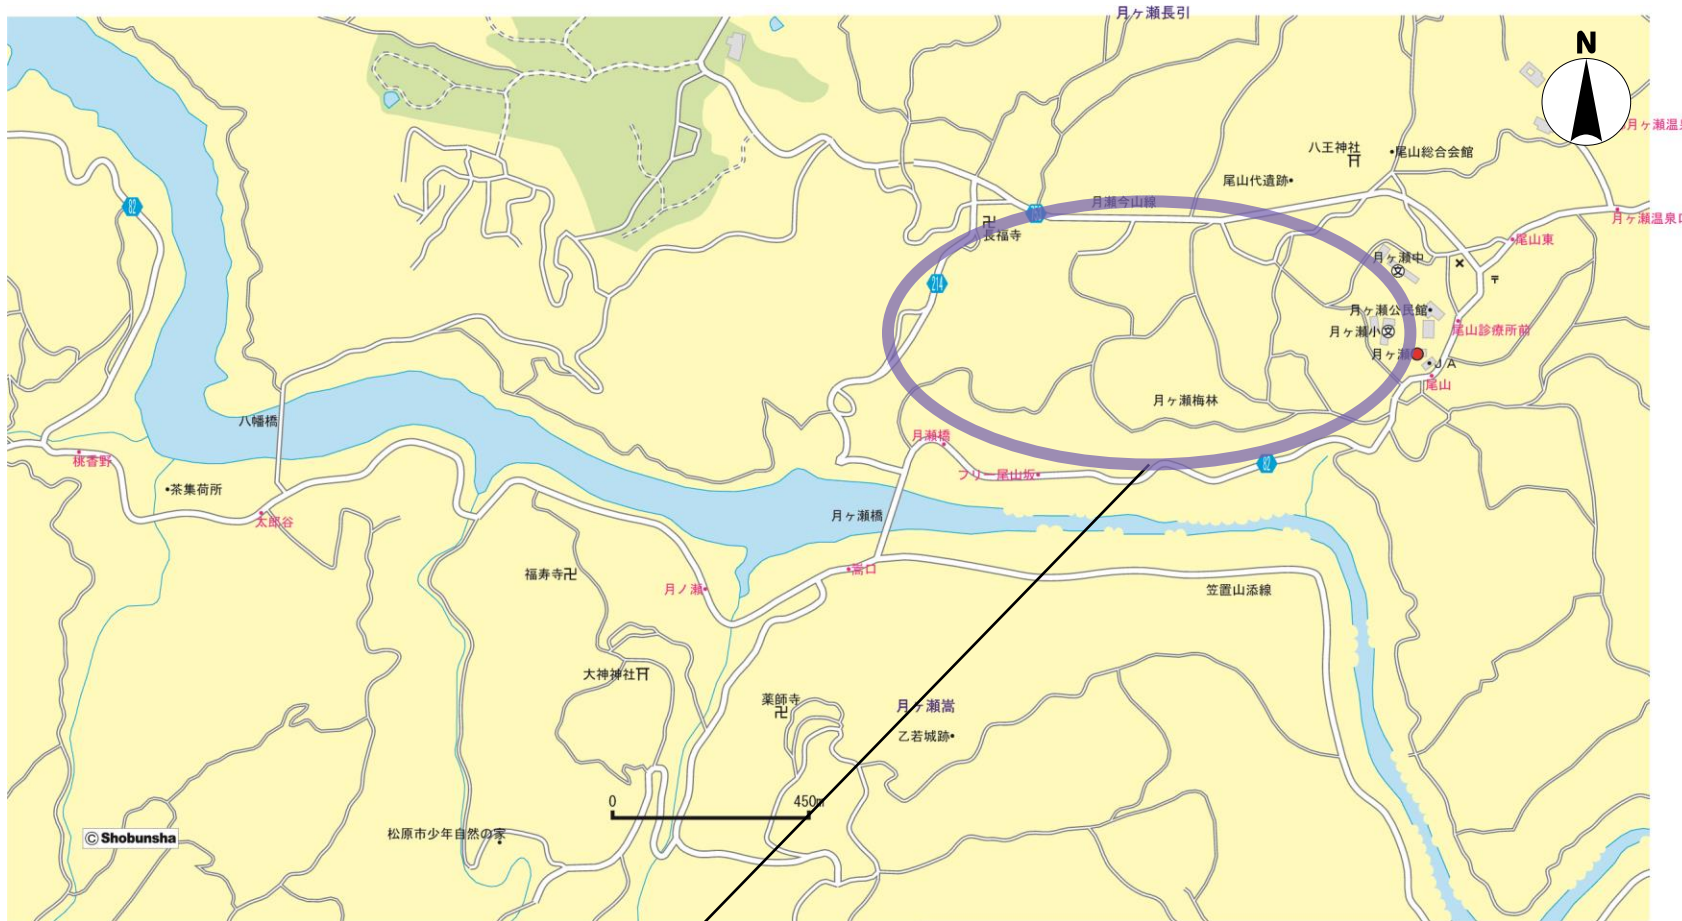 月ヶ瀬長引
N
月ヶ瀬温泉
八王神社
尾山総合会館
尾山代遺跡
月瀬今山線
82
月ヶ瀬温泉口
長福寺
尾山東
月ヶ瀬中
文
214
〒
月ヶ瀬公民館
月ヶ瀬小
文
尾山診療所前
月ヶ瀬
JA
尾山
月ヶ瀬梅林
八幡橋
月瀬橋
桃香野
82
フリー尾山坂
茶集荷所
太郎谷
月ヶ瀬橋
嵩口
福寿寺
月ノ瀬
笠置山添線
大神神社
薬師寺
月ヶ瀬嵩
乙若城跡
0 450m
松原市少年自然の家
© Shobunsha